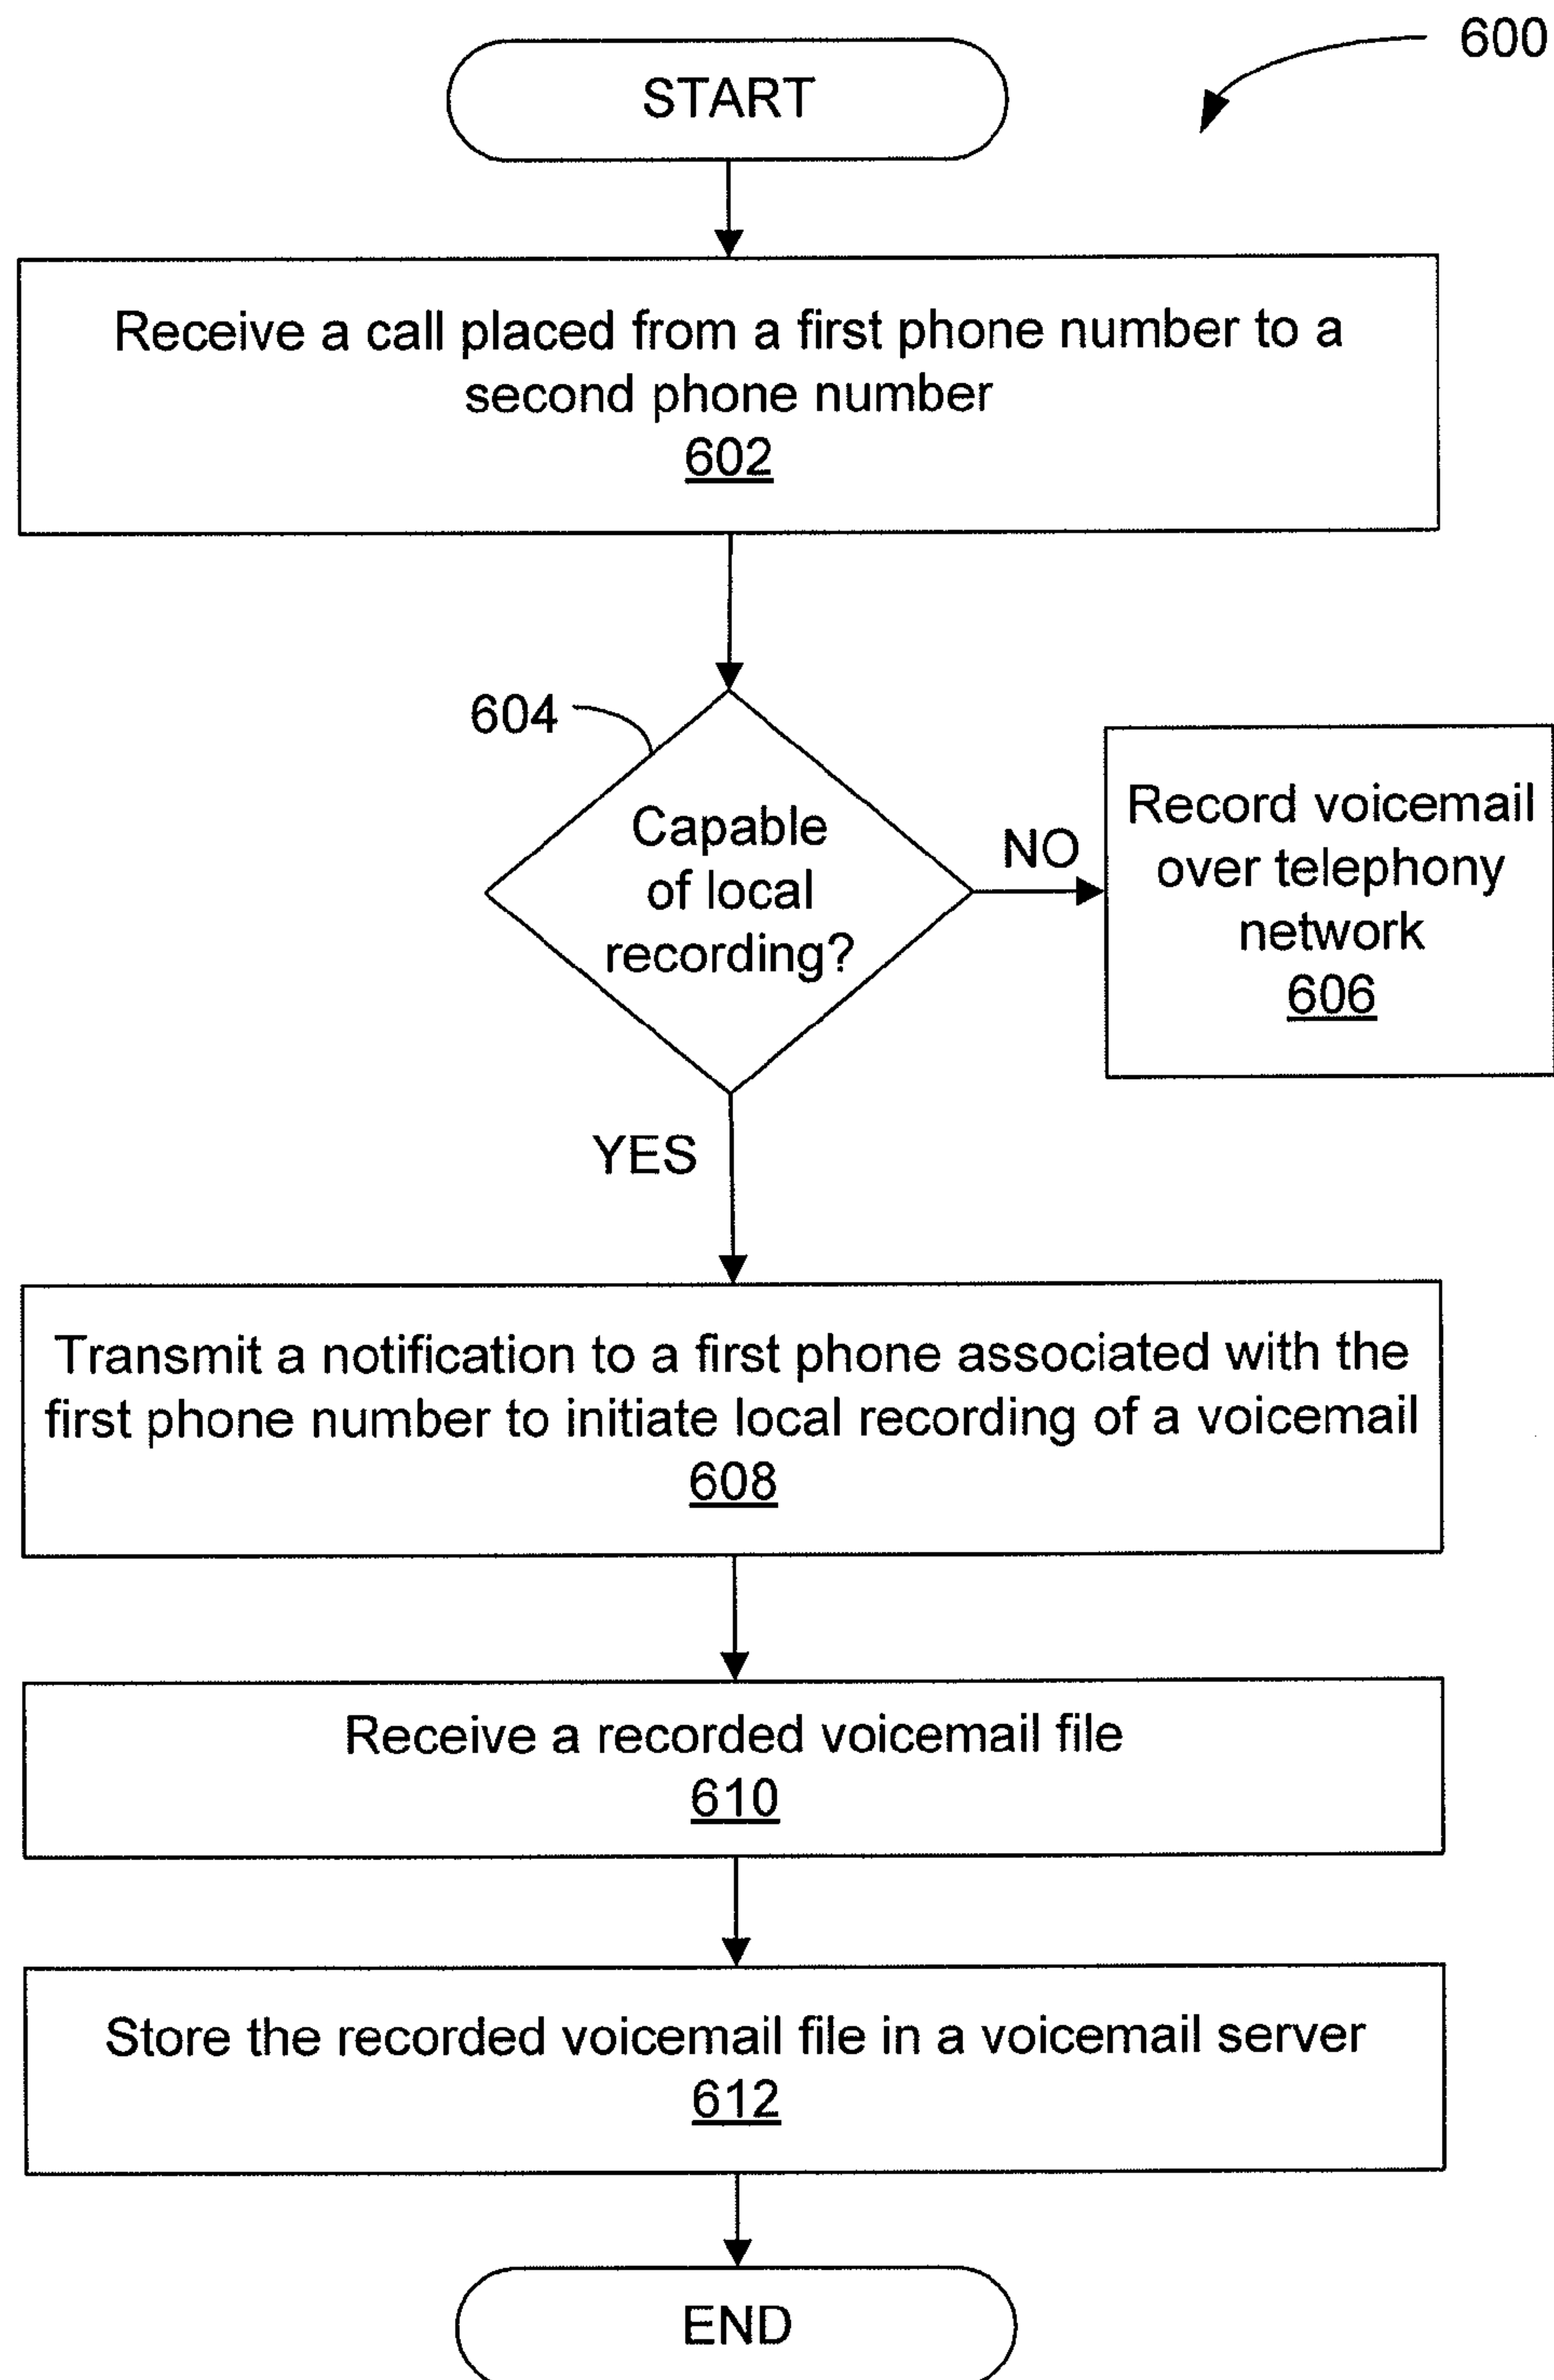 600
START
Receive a call placed from a first phone number to a
second phone number
602
604
Capable
of local
recording?
NO
Record voicemail
over telephony
network
606
YES
Transmit a notification to a first phone associated with the
first phone number to initiate local recording of a voicemail
608
Receive a recorded voicemail file
610
Store the recorded voicemail file in a voicemail server
612
END